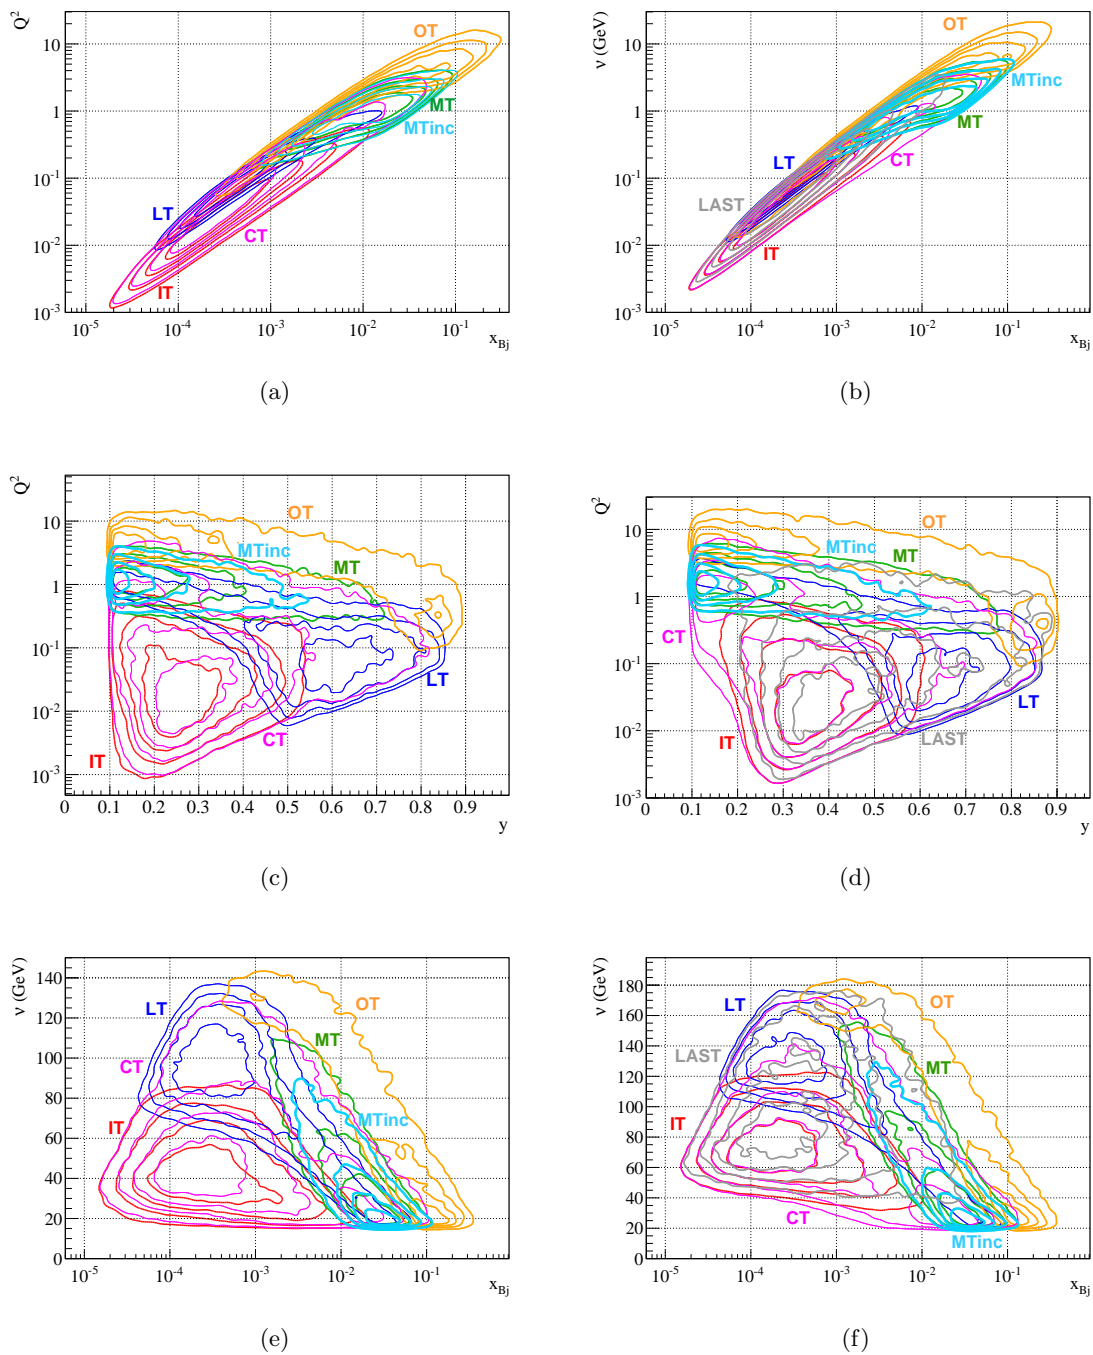 Q²
10
1
10⁻¹
10⁻²
10⁻³
OT
MT
MTinc
LT
CT
IT
10⁻⁵ 10⁻⁴ 10⁻³ 10⁻² 10⁻¹
x_Bj
(a)
ν (GeV)
10
1
10⁻¹
10⁻²
10⁻³
OT
MTinc
MT
LT
CT
LAST
IT
10⁻⁵ 10⁻⁴ 10⁻³ 10⁻² 10⁻¹
x_Bj
(b)
Q²
10
1
10⁻¹
10⁻²
10⁻³
OT
MTinc
MT
LT
CT
IT
0 0.1 0.2 0.3 0.4 0.5 0.6 0.7 0.8 0.9
y
(c)
Q²
10
1
10⁻¹
10⁻²
10⁻³
OT
MTinc
MT
CT
LT
IT
LAST
0 0.1 0.2 0.3 0.4 0.5 0.6 0.7 0.8 0.9
y
(d)
ν (GeV)
140
120
100
80
60
40
20
0
LT
OT
MT
CT
IT
MTinc
10⁻⁵ 10⁻⁴ 10⁻³ 10⁻² 10⁻¹
x_Bj
(e)
ν (GeV)
180
160
140
120
100
80
60
40
20
0
LT
OT
LAST
MT
IT
CT
MTinc
10⁻⁵ 10⁻⁴ 10⁻³ 10⁻² 10⁻¹
x_Bj
(f)